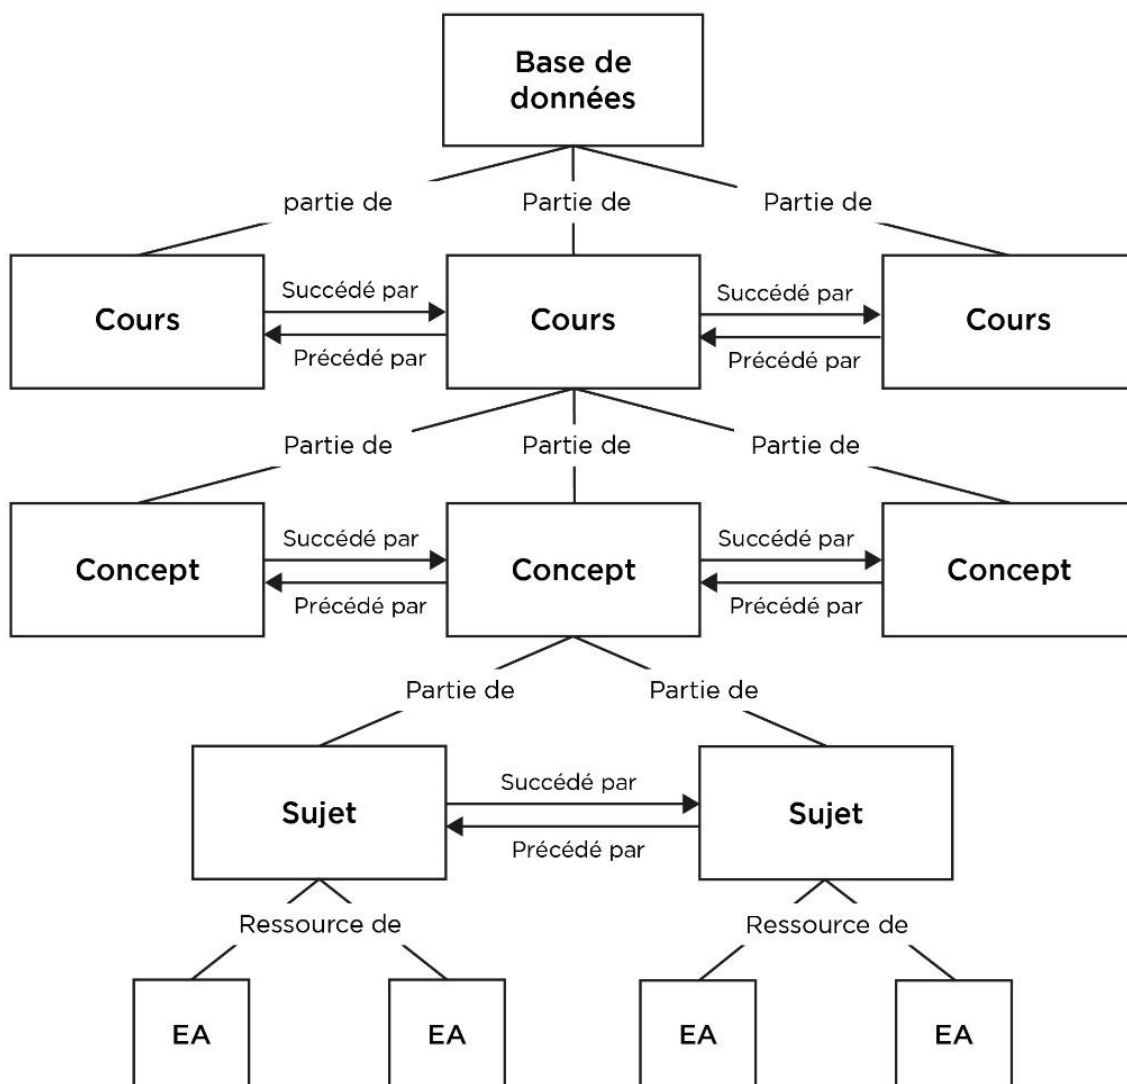 Base de
données
partie de
Partie de
Partie de
Cours
Succédé par
Précédé par
Cours
Succédé par
Précédé par
Cours
Partie de
Partie de
Partie de
Concept
Succédé par
Précédé par
Concept
Succédé par
Précédé par
Concept
Partie de
Partie de
Sujet
Succédé par
Précédé par
Sujet
Ressource de
Ressource de
EA
EA
EA
EA